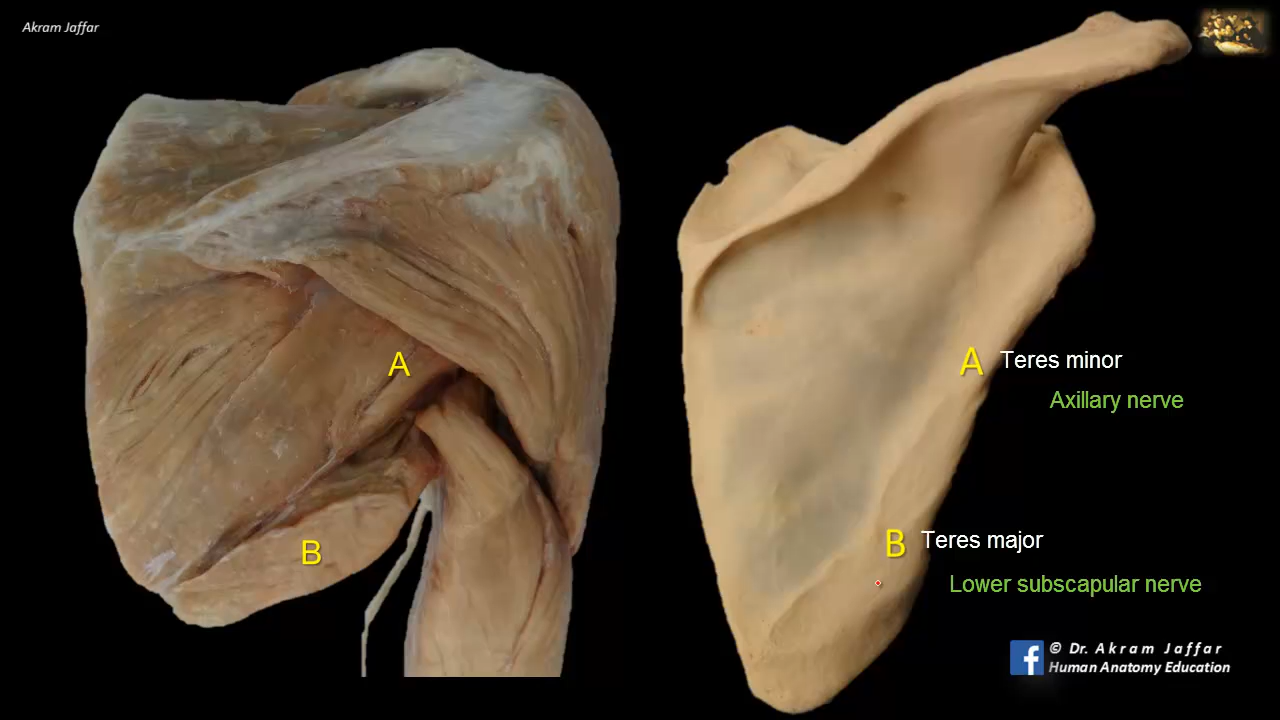 Akram Jaffar
A
B
A Teres minor
Axillary nerve
B Teres major
Lower subscapular nerve
f © Dr. Akram Jaffar
Human Anatomy Education